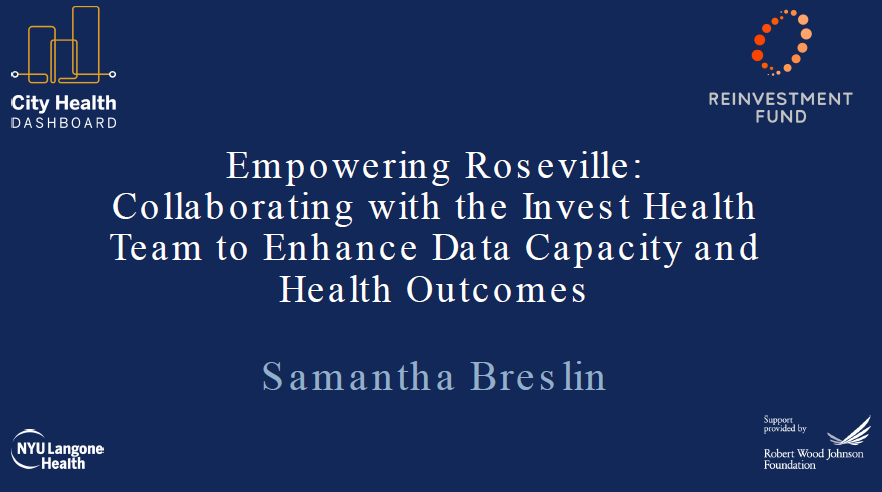 City Health
DASHBOARD
REINVESTMENT
FUND
Empowering Roseville:
Collaborating with the Invest Health
Team to Enhance Data Capacity and
Health Outcomes
Samantha Breslin
NYU Langone
Health
Support
provided by
Robert Wood Johnson
Foundation